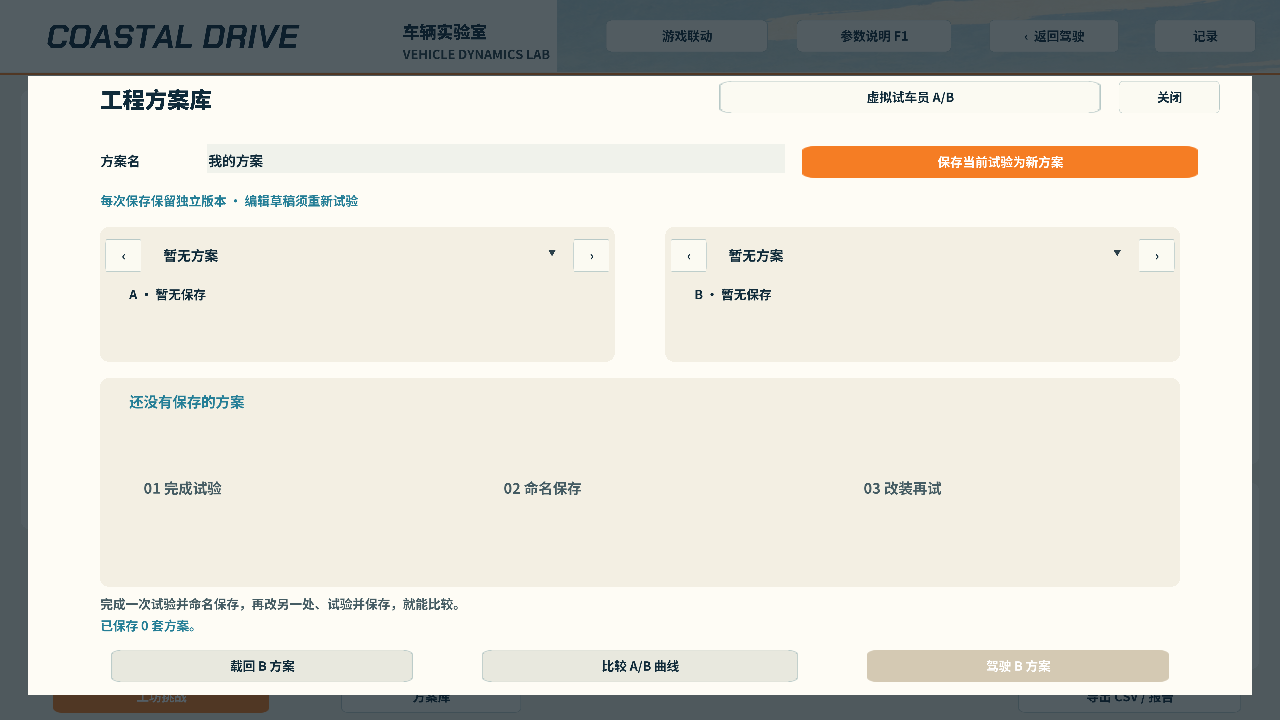 COASTAL DRIVE
车辆实验室
VEHICLE DYNAMICS LAB
游戏联动
参数说明 F1
‹ 返回驾驶
记录
工程方案库
虚拟试车员 A/B
关闭
方案名
我的方案
保存当前试验为新方案
每次保存保留独立版本 · 编辑草稿须重新试验
‹
暂无方案
▼
›
‹
暂无方案
▼
›
A · 暂无保存
B · 暂无保存
还没有保存的方案
01 完成试验
02 命名保存
03 改装再试
完成一次试验并命名保存，再改另一处、试验并保存，就能比较。
已保存 0 套方案。
载回 B 方案
比较 A/B 曲线
驾驶 B 方案
工坊挑战
方案库
导出 CSV / 报告